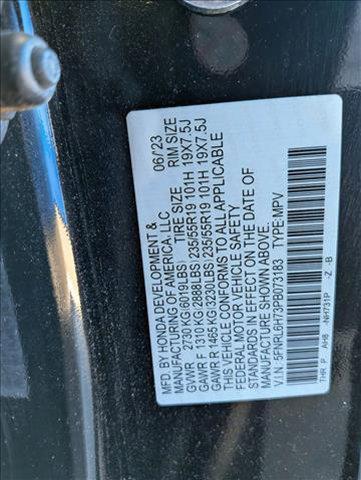 MANUFACTURED BY HONDA DEVELOPMENT &
MANUFACTURING OF AMERICA, LLC. 06/23
TIRE SIZE RIM SIZE
GVWR 2730 KG (6019LBS)
GAWR F 1310 KG(2888LBS) 235/55R19 101H 19X7.5J
GAWR R 1465 KG(3230LBS) 235/55R19 101H 19X7.5J
THIS VEHICLE CONFORMS TO ALL APPLICABLE
FEDERAL MOTOR VEHICLE SAFETY
STANDARDS IN EFFECT ON THE DATE OF
MANUFACTURE SHOWN ABOVE.
V.I.N. 5FNRL6H73PB073183 TYPE:MPV
THR P AH8 -NH731P -Z -B